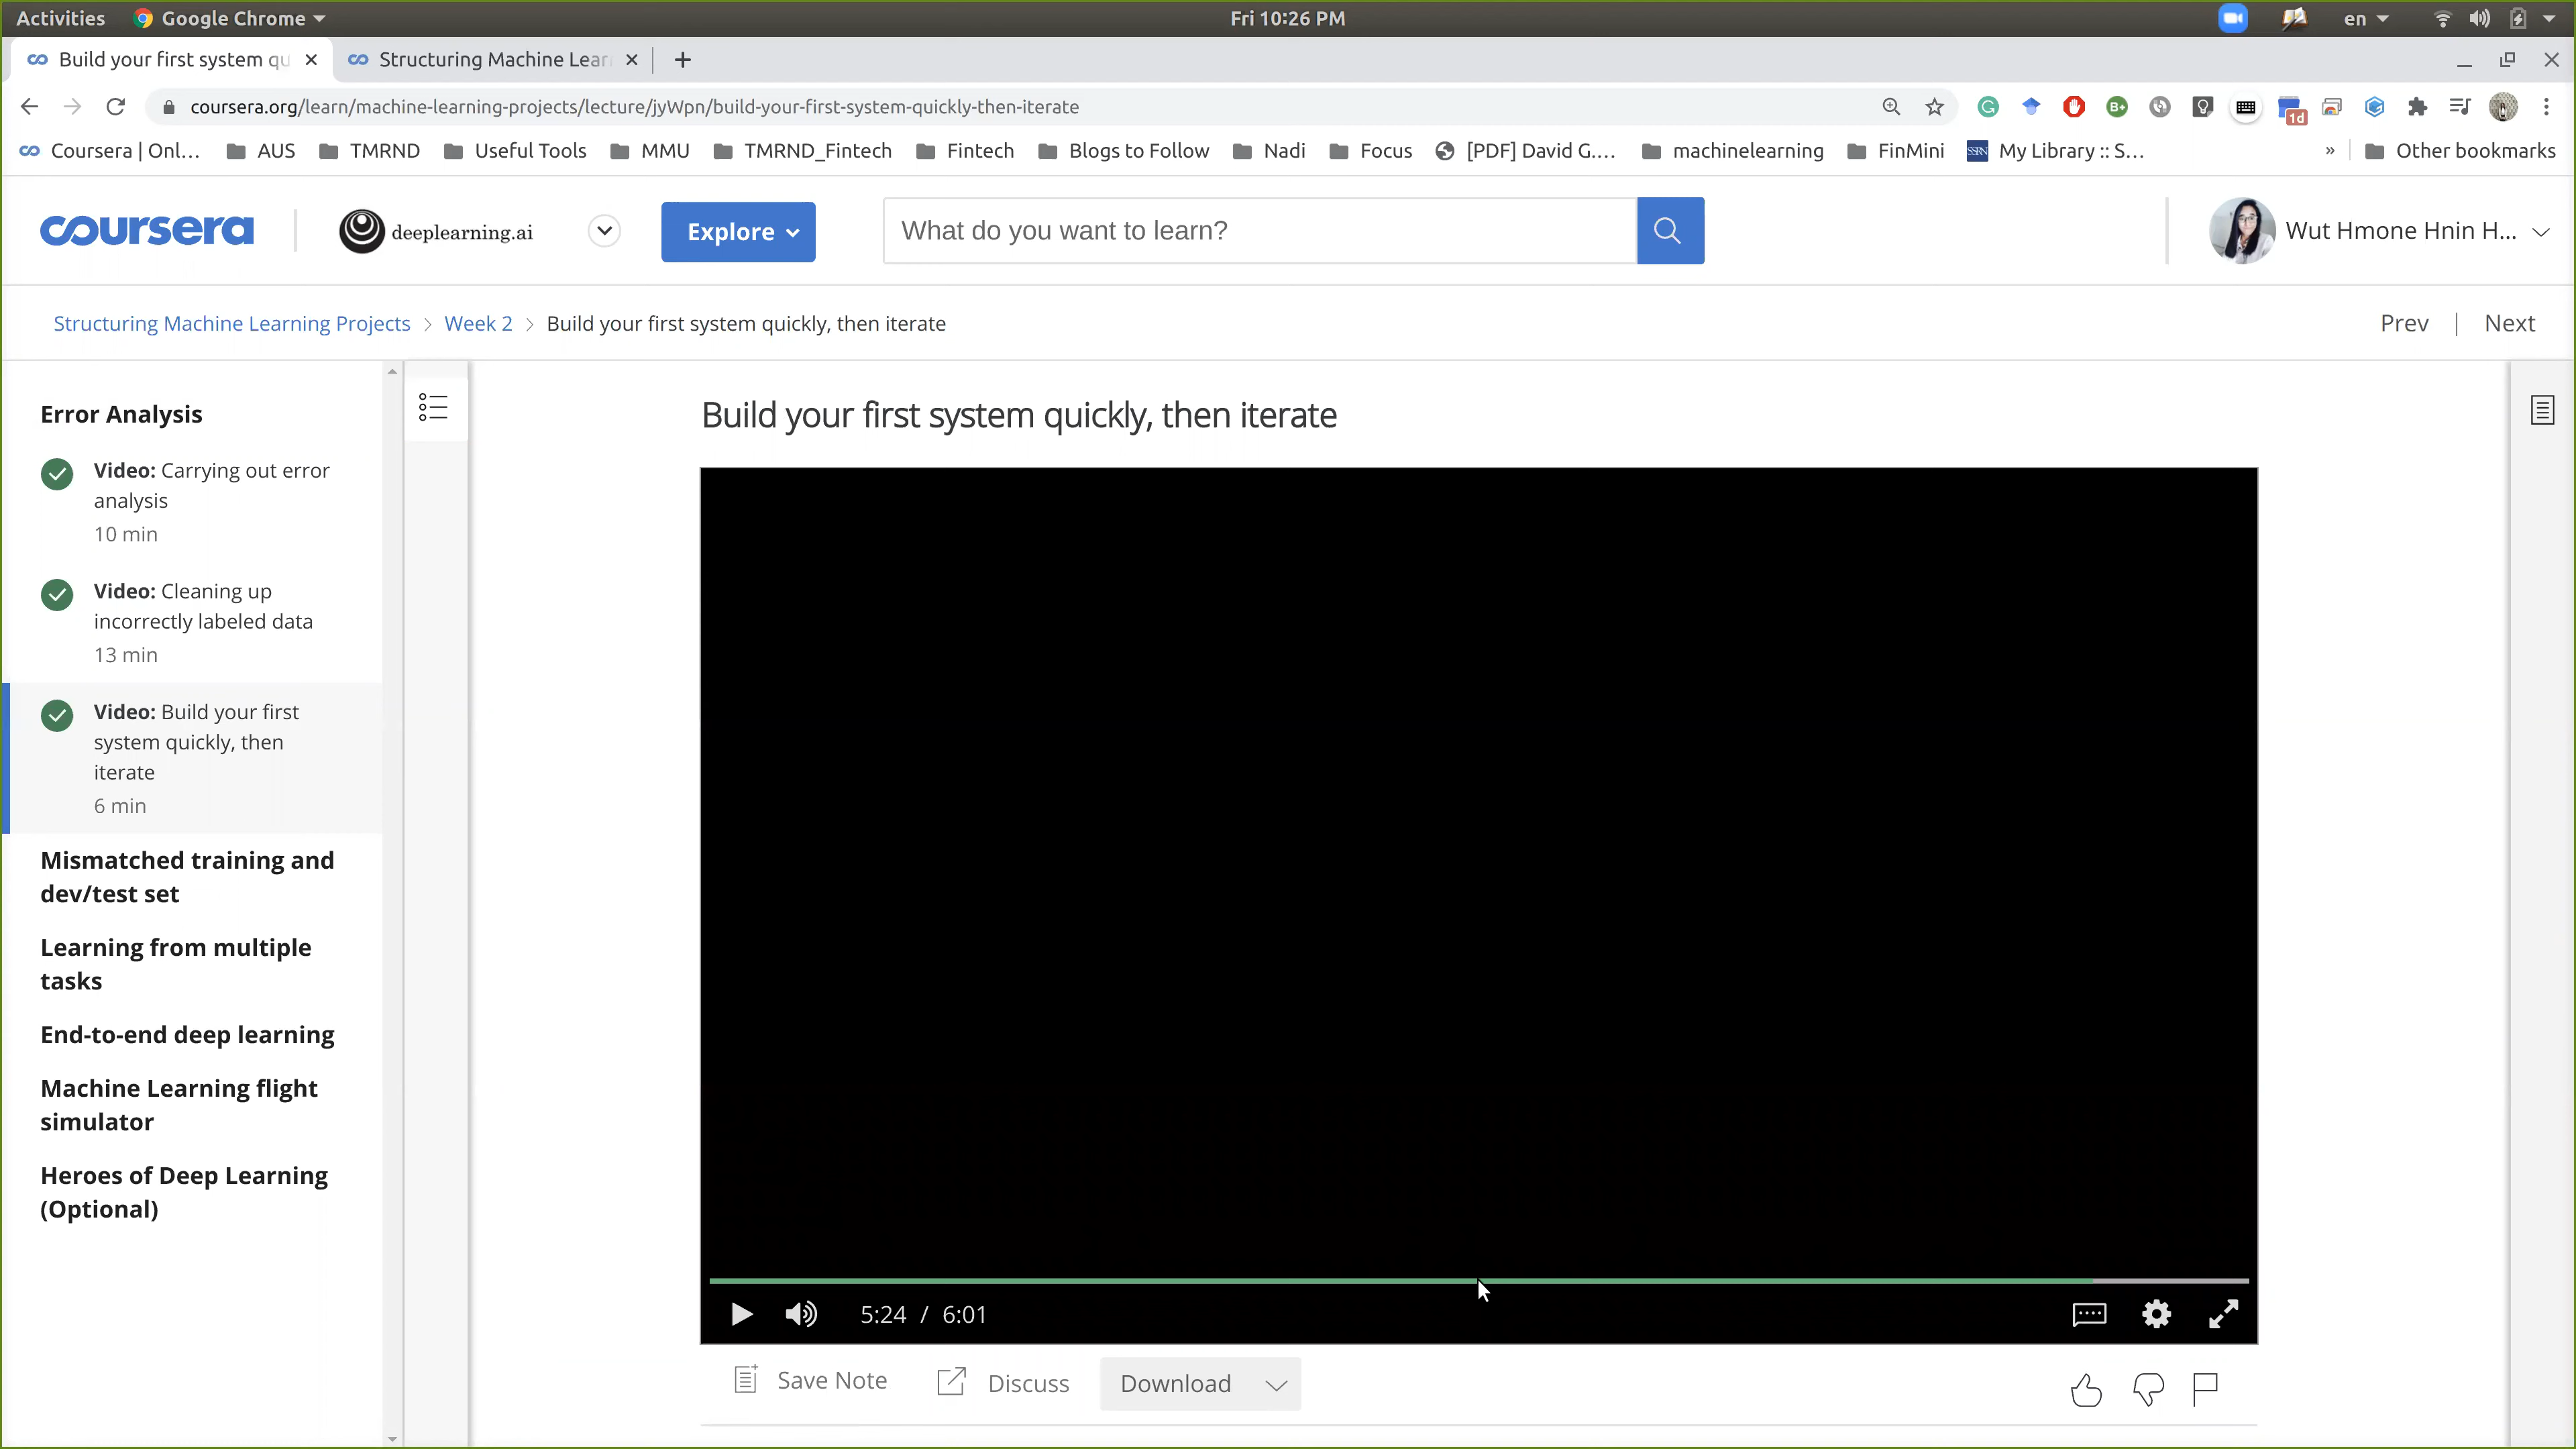 Activities Google Chrome Fri 10:26 PM en
Build your first system qu Structuring Machine Lear
coursera.org/learn/machine-learning-projects/lecture/jyWpn/build-your-first-system-quickly-then-iterate 1d
Coursera | Onl... AUS TMRND Useful Tools MMU TMRND_Fintech Fintech Blogs to Follow Nadi Focus [PDF] David G.... machinelearning FinMini SSRN My Library :: S... » Other bookmarks
coursera deeplearning.ai Explore What do you want to learn? Wut Hmone Hnin H...
Structuring Machine Learning Projects > Week 2 > Build your first system quickly, then iterate Prev | Next
Error Analysis
Video: Carrying out error
analysis
10 min
Video: Cleaning up
incorrectly labeled data
13 min
Video: Build your first
system quickly, then
iterate
6 min
Mismatched training and
dev/test set
Learning from multiple
tasks
End-to-end deep learning
Machine Learning flight
simulator
Heroes of Deep Learning
(Optional)
Build your first system quickly, then iterate
5:24 / 6:01
Save Note Discuss Download